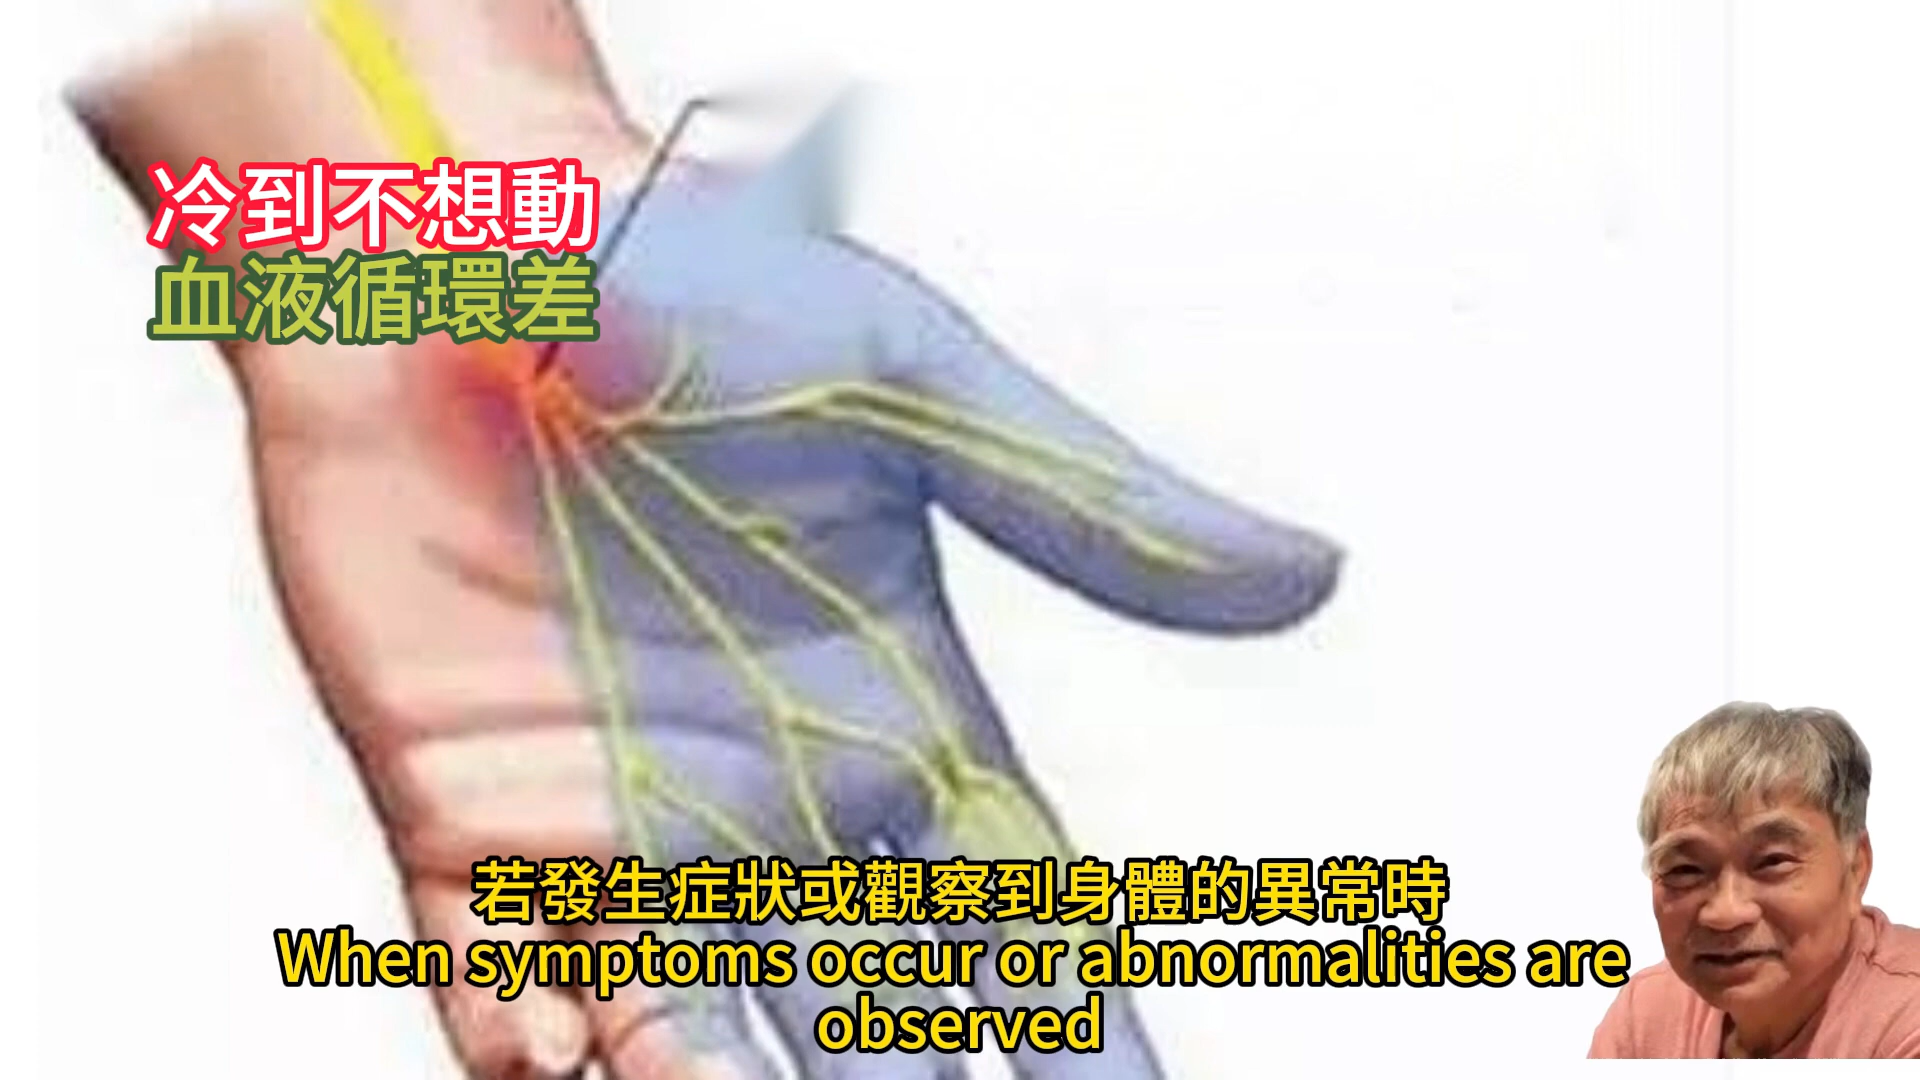 冷到不想動
血液循環差
若發生症狀或觀察到身體的異常時
When symptoms occur or abnormalities are
observed